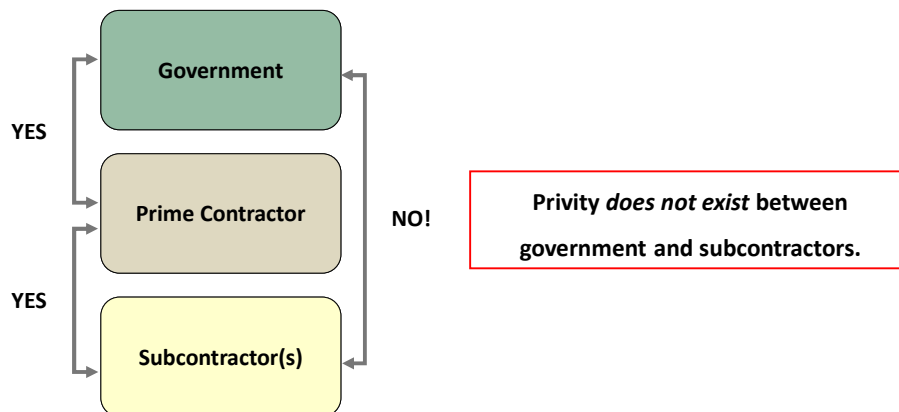 Government
YES
Prime Contractor
NO!
Privity does not exist between
government and subcontractors.
YES
Subcontractor(s)